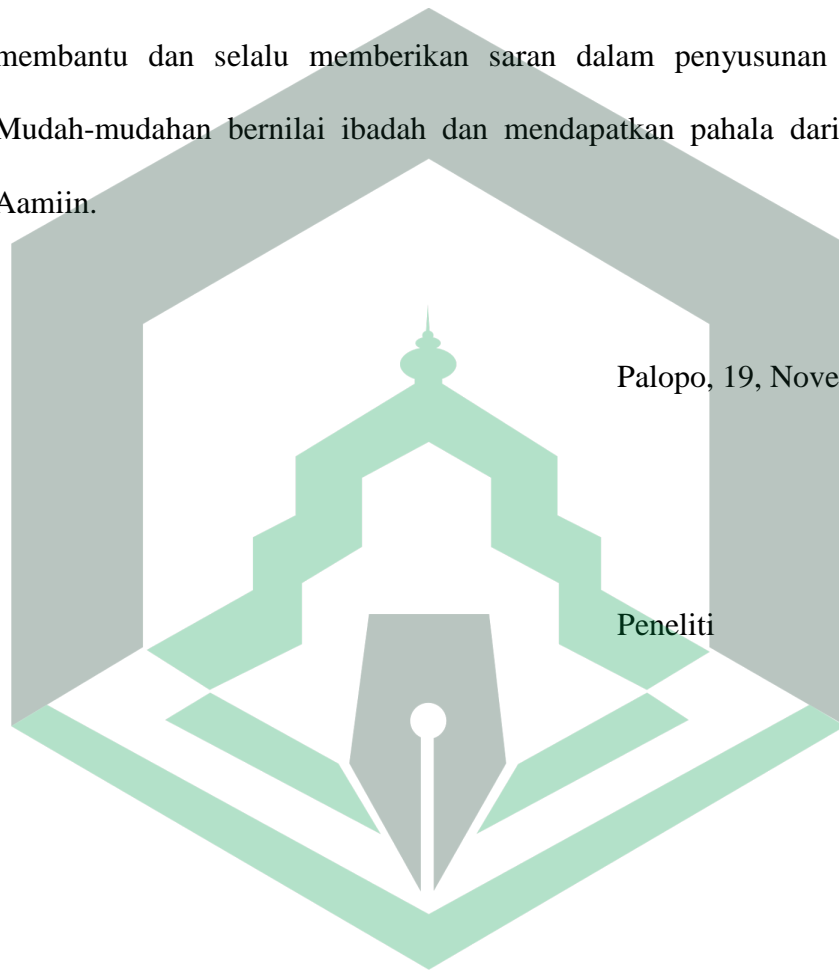 membantu dan selalu memberikan saran dalam penyusunan
Mudah-mudahan bernilai ibadah dan mendapatkan pahala dari
Aamiin.
Palopo, 19, Nove
Peneliti